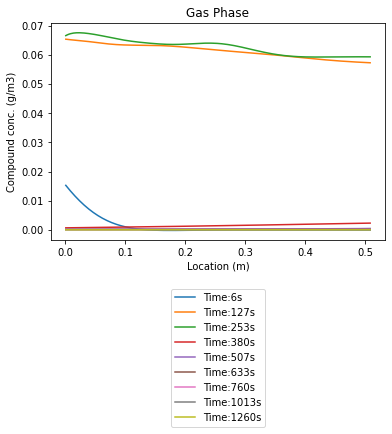 Gas Phase
Compound conc. (g/m3)
0.07
0.06
0.05
0.04
0.03
0.02
0.01
0.00
0.0 0.1 0.2 0.3 0.4 0.5
Location (m)
Time:6s
Time:127s
Time:253s
Time:380s
Time:507s
Time:633s
Time:760s
Time:1013s
Time:1260s